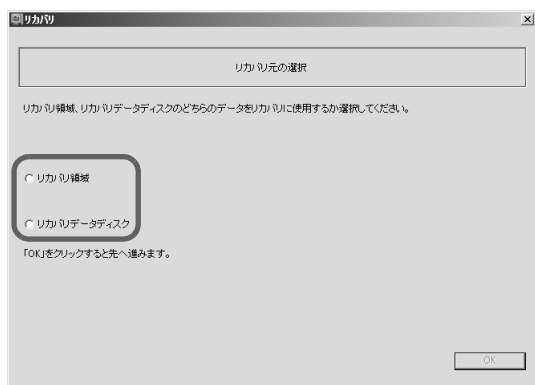 リカバリ
リカバリ元の選択
リカバリ領域、リカバリデータディスクのどちらのデータをリカバリに使用するか選択してください。
リカバリ領域
リカバリデータディスク
「OK」をクリックすると先へ進みます。
OK